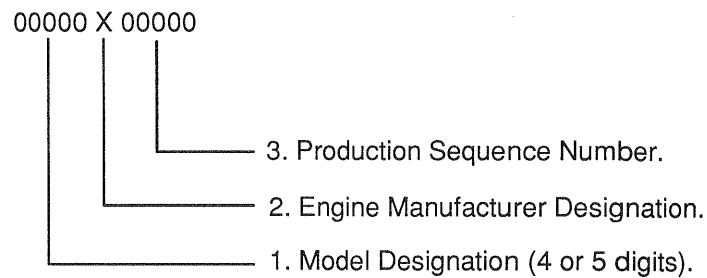 00000 X 00000
3. Production Sequence Number.
2. Engine Manufacturer Designation.
1. Model Designation (4 or 5 digits).